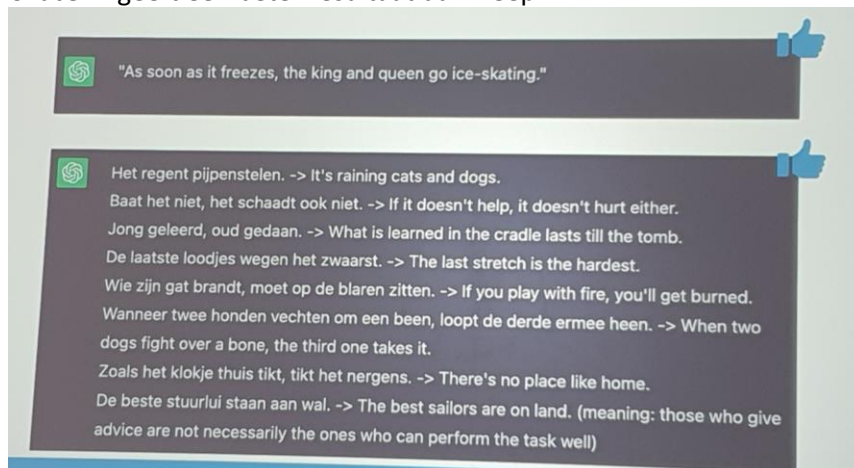 "As soon as it freezes, the king and queen go ice-skating."
Het regent pijpenstelen. -> It's raining cats and dogs.
Baat het niet, het schaadt ook niet. -> If it doesn't help, it doesn't hurt either.
Jong geleerd, oud gedaan. -> What is learned in the cradle lasts till the tomb.
De laatste loodjes wegen het zwaarst. -> The last stretch is the hardest.
Wie zijn gat brandt, moet op de blaren zitten. -> If you play with fire, you'll get burned.
Wanneer twee honden vechten om een been, loopt de derde ermee heen. -> When two
dogs fight over a bone, the third one takes it.
Zoals het klokje thuis tikt, tikt het nergens. -> There's no place like home.
De beste stuurlui staan aan wal. -> The best sailors are on land. (meaning: those who give
advice are not necessarily the ones who can perform the task well)